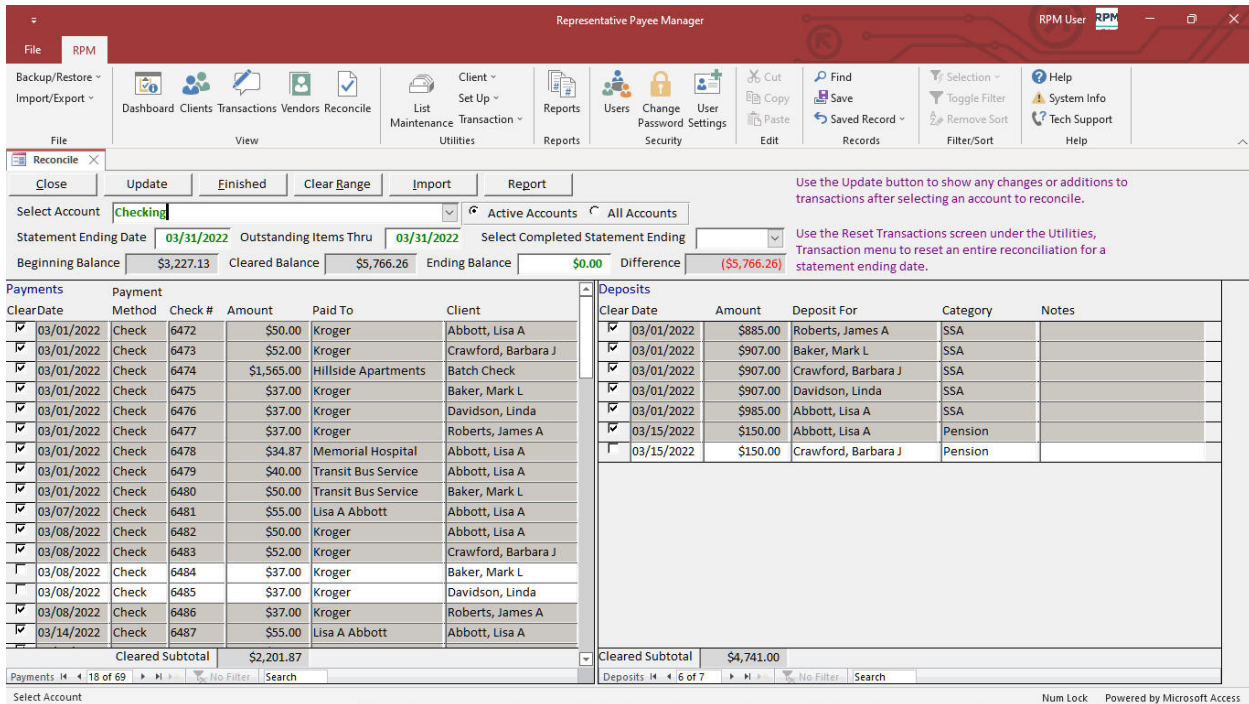 Representative Payee Manager
RPM User RPM
File RPM
Backup/Restore
Import/Export
File
Dashboard Clients Transactions Vendors Reconcile
View
List Maintenance
Client
Set Up
Transaction
Utilities
Reports
Reports
Users Change Password User Settings
Security
Cut
Copy
Paste
Edit
Find
Save
Saved Record
Records
Selection
Toggle Filter
Remove Sort
Filter/Sort
Help
System Info
Tech Support
Help
Reconcile
Close Update Finished Clear Range Import Report
Use the Update button to show any changes or additions to
transactions after selecting an account to reconcile.
Select Account Checking Active Accounts All Accounts
Statement Ending Date 03/31/2022 Outstanding Items Thru 03/31/2022 Select Completed Statement Ending
Use the Reset Transactions screen under the Utilities,
Transaction menu to reset an entire reconciliation for a
statement ending date.
Beginning Balance $3,227.13 Cleared Balance $5,766.26 Ending Balance $0.00 Difference ($5,766.26)
Payments
Clear Date Payment Method Check # Amount Paid To Client
03/01/2022 Check 6472 $50.00 Kroger Abbott, Lisa A
03/01/2022 Check 6473 $52.00 Kroger Crawford, Barbara J
03/01/2022 Check 6474 $1,565.00 Hillside Apartments Batch Check
03/01/2022 Check 6475 $37.00 Kroger Baker, Mark L
03/01/2022 Check 6476 $37.00 Kroger Davidson, Linda
03/01/2022 Check 6477 $37.00 Kroger Roberts, James A
03/01/2022 Check 6478 $34.87 Memorial Hospital Abbott, Lisa A
03/01/2022 Check 6479 $40.00 Transit Bus Service Abbott, Lisa A
03/01/2022 Check 6480 $50.00 Transit Bus Service Baker, Mark L
03/07/2022 Check 6481 $55.00 Lisa A Abbott Abbott, Lisa A
03/08/2022 Check 6482 $50.00 Kroger Abbott, Lisa A
03/08/2022 Check 6483 $52.00 Kroger Crawford, Barbara J
03/08/2022 Check 6484 $37.00 Kroger Baker, Mark L
03/08/2022 Check 6485 $37.00 Kroger Davidson, Linda
03/08/2022 Check 6486 $37.00 Kroger Roberts, James A
03/14/2022 Check 6487 $55.00 Lisa A Abbott Abbott, Lisa A
Cleared Subtotal $2,201.87
Payments 18 of 69 No Filter Search
Deposits
Clear Date Amount Deposit For Category Notes
03/01/2022 $885.00 Roberts, James A SSA
03/01/2022 $907.00 Baker, Mark L SSA
03/01/2022 $907.00 Crawford, Barbara J SSA
03/01/2022 $907.00 Davidson, Linda SSA
03/01/2022 $985.00 Abbott, Lisa A SSA
03/15/2022 $150.00 Abbott, Lisa A Pension
03/15/2022 $150.00 Crawford, Barbara J Pension
Cleared Subtotal $4,741.00
Deposits 6 of 7 No Filter Search
Select Account
Num Lock Powered by Microsoft Access